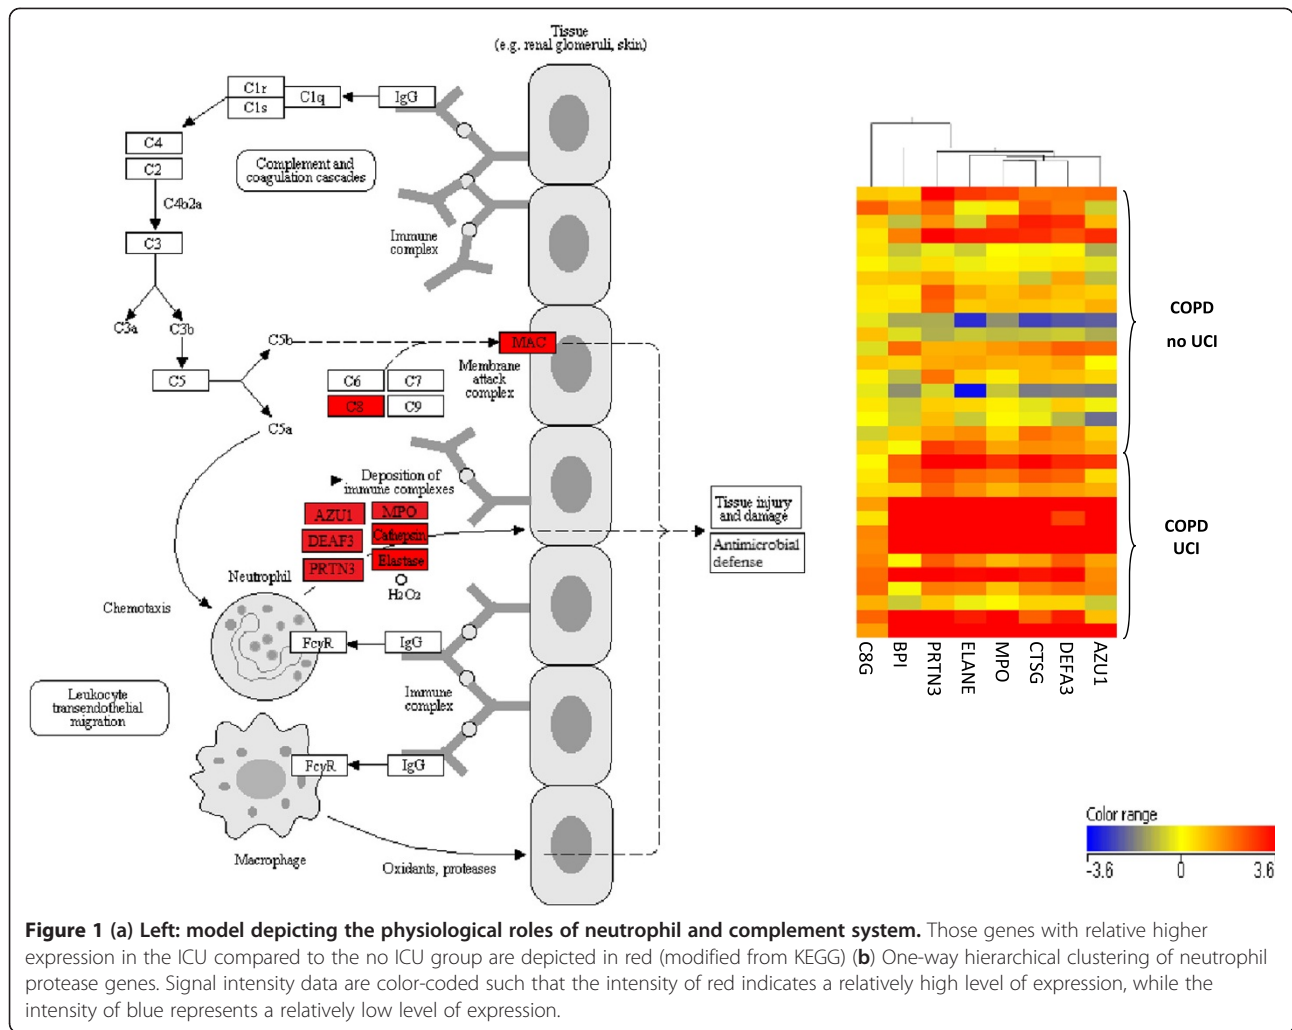 Tissue
(e.g. renal glomeruli, skin)
C1r
C1s
C1q
IgG
C4
C2
Complement and
coagulation cascades
C4b2a
C3
Immune
complex
C3a
C3b
C5b
MAC
C5
C6
C7
C8
C9
Membrane
attack
complex
C5a
Deposition of
immune complexes
AZU1
MPO
DEAF3
Cathepsin
PRTN3
Elastase
H2O2
Tissue injury
and damage
Antimicrobial
defense
Neutrophil
Chemotaxis
FcγR
IgG
Immune
complex
Leukocyte
transendothelial
migration
FcγR
IgG
Macrophage
Oxidants, proteases
COPD
no UCI
COPD
UCI
C8G
BPI
PRTN3
ELANE
MPO
CTSG
DEFA3
AZU1
Color range
-3.6 0 3.6
Figure 1 (a) Left: model depicting the physiological roles of neutrophil and complement system. Those genes with relative higher
expression in the ICU compared to the no ICU group are depicted in red (modified from KEGG) (b) One-way hierarchical clustering of neutrophil
protease genes. Signal intensity data are color-coded such that the intensity of red indicates a relatively high level of expression, while the
intensity of blue represents a relatively low level of expression.